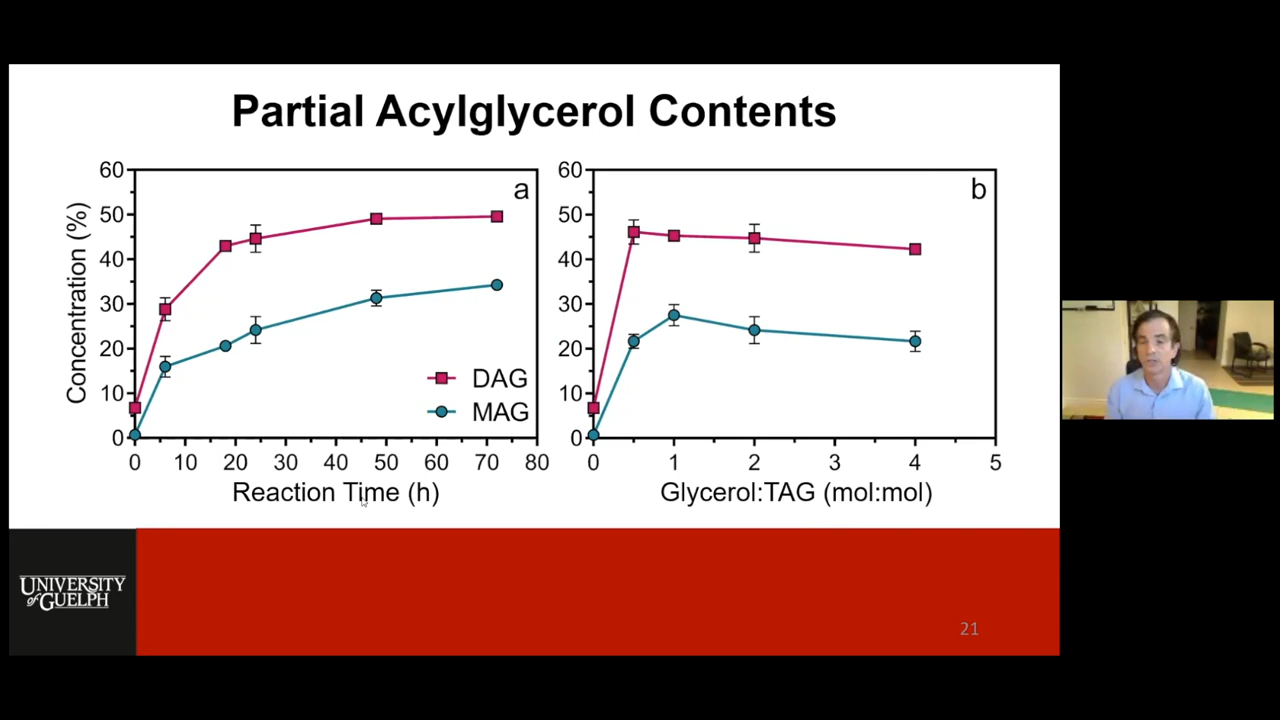 Partial Acylglycerol Contents
Concentration (%)
60
50
40
30
20
10
0
a
DAG
MAG
0 10 20 30 40 50 60 70 80
Reaction Time (h)
60
50
40
30
20
10
0
b
0 1 2 3 4 5
Glycerol:TAG (mol:mol)
UNIVERSITY
of GUELPH
21